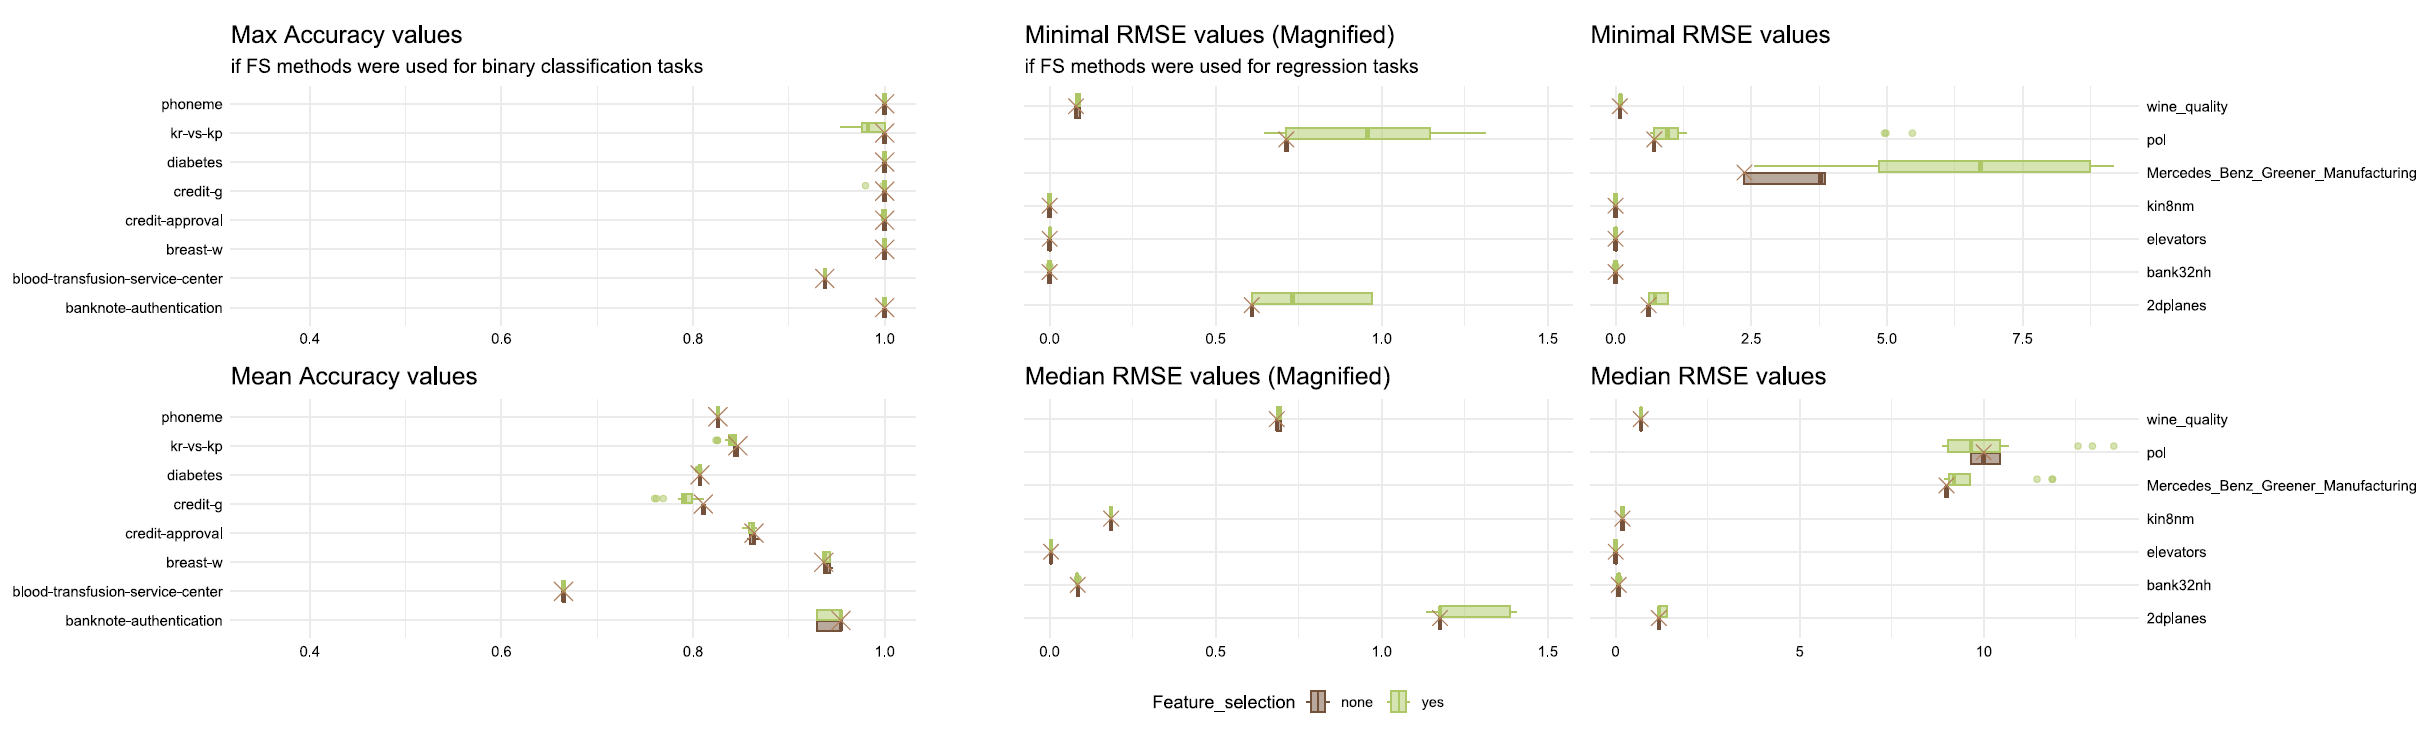 Max Accuracy values
if FS methods were used for binary classification tasks
phoneme
kr-vs-kp
diabetes
credit-g
credit-approval
breast-w
blood-transfusion-service-center
banknote-authentication
0.4 0.6 0.8 1.0
Minimal RMSE values (Magnified)
if FS methods were used for regression tasks
0.0 0.5 1.0 1.5
Minimal RMSE values
wine_quality
pol
Mercedes_Benz_Greener_Manufacturing
kin8nm
elevators
bank32nh
2dplanes
0.0 2.5 5.0 7.5
Mean Accuracy values
phoneme
kr-vs-kp
diabetes
credit-g
credit-approval
breast-w
blood-transfusion-service-center
banknote-authentication
0.4 0.6 0.8 1.0
Median RMSE values (Magnified)
0.0 0.5 1.0 1.5
Median RMSE values
wine_quality
pol
Mercedes_Benz_Greener_Manufacturing
kin8nm
elevators
bank32nh
2dplanes
0 5 10
Feature_selection none yes